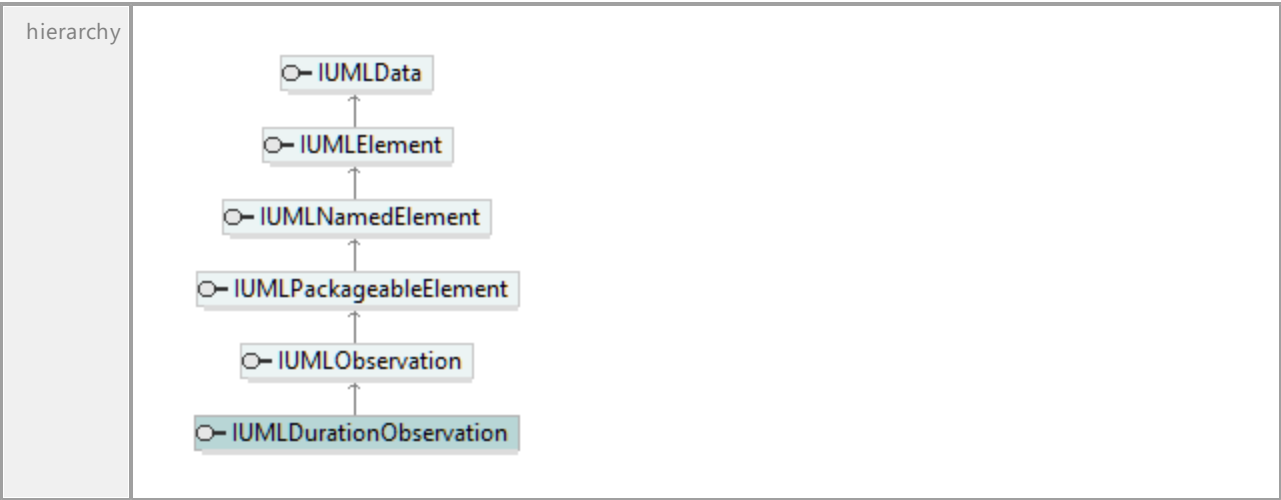 hierarchy
IUMLData
IUMLElement
IUMLNamedElement
IUMLPackageableElement
IUMLObservation
IUMLDurationObservation